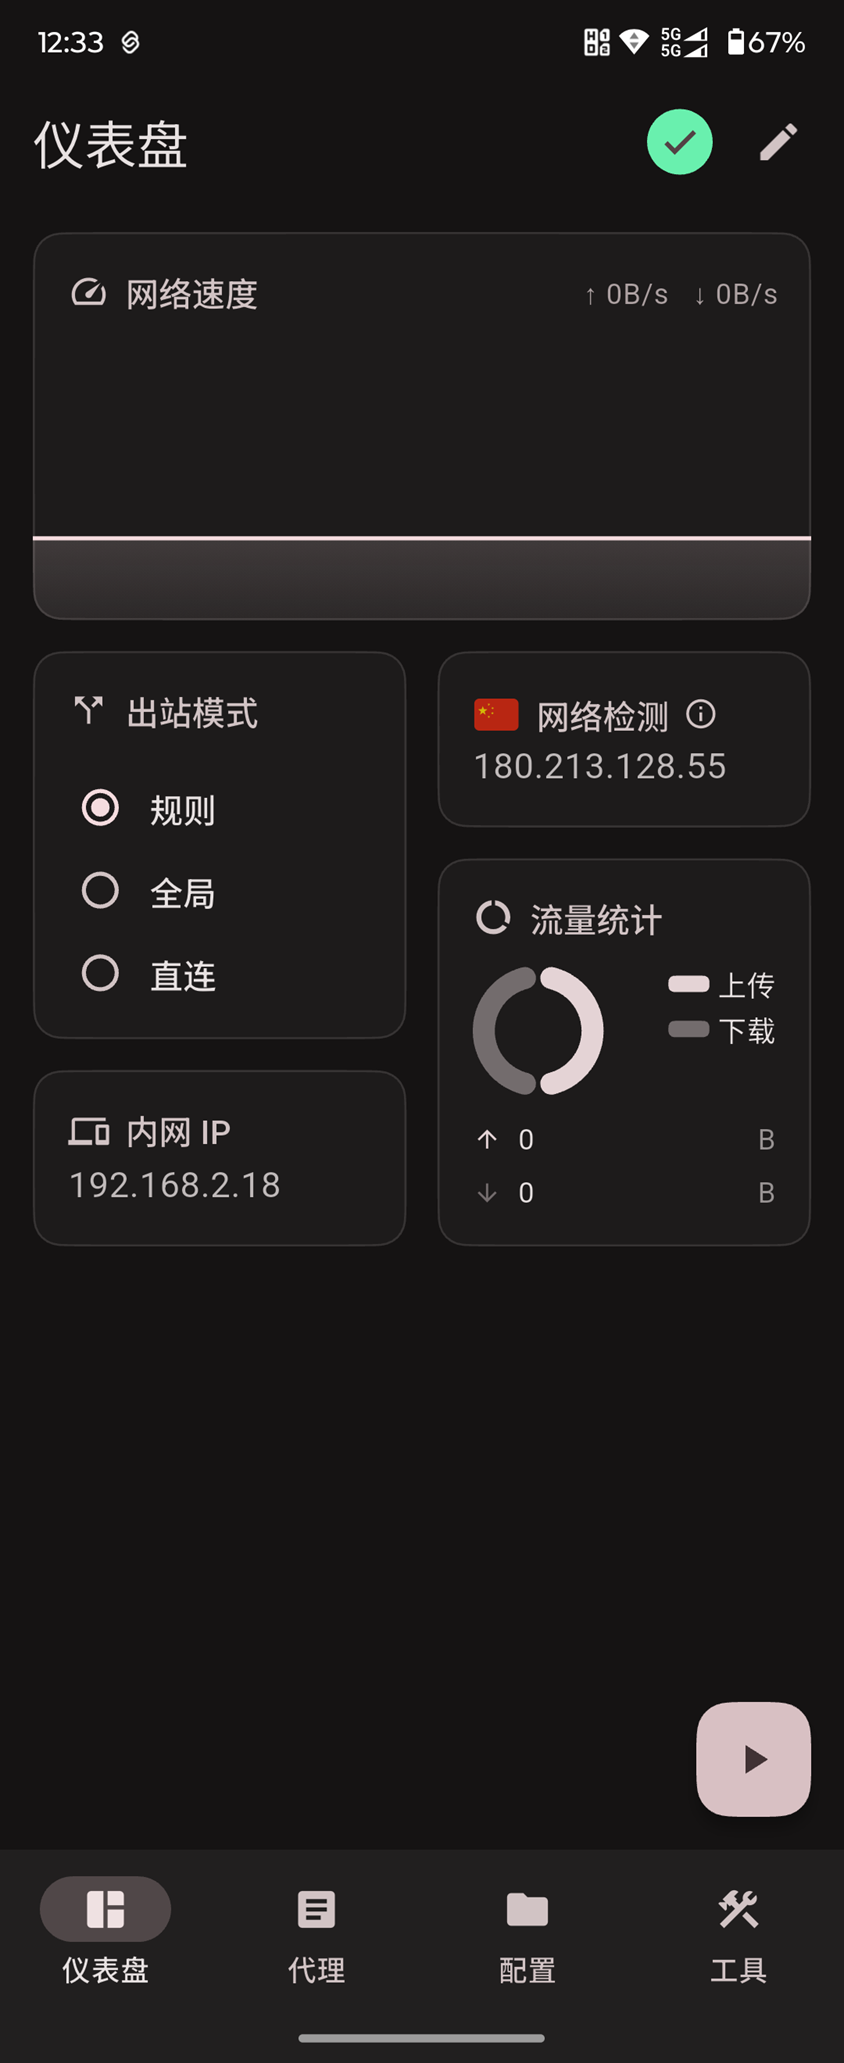 12:33 5G 5G 67%
仪表盘
网络速度 ↑ 0B/s ↓ 0B/s
出站模式
规则
全局
直连
网络检测
180.213.128.55
流量统计
上传
下载
↑ 0 B
↓ 0 B
内网 IP
192.168.2.18
仪表盘 代理 配置 工具